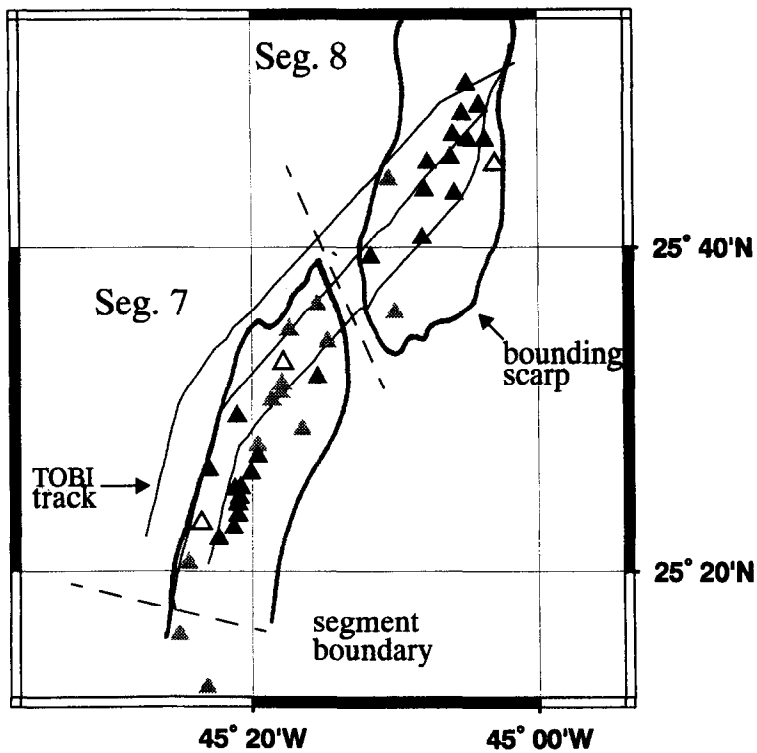 Seg. 8
25° 40'N
Seg. 7
bounding
scarp
TOBI
track
25° 20'N
segment
boundary
45° 20'W
45° 00'W